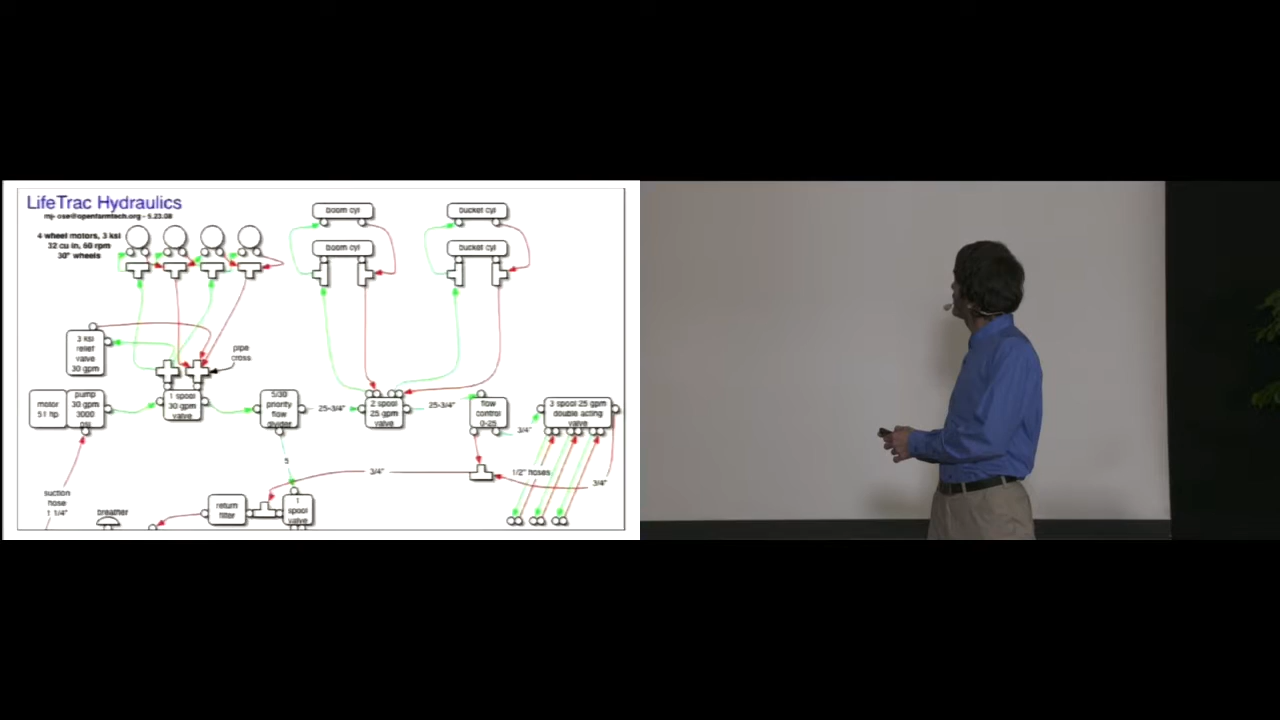 LifeTrac Hydraulics
mj- ose@openfarmtech.org - 5.23.08
4 wheel motors, 3 ksi
32 cu in, 60 rpm
30" wheels
boom cyl
bucket cyl
boom cyl
bucket cyl
3 ksi
relief
valve
30 gpm
pipe
cross
motor
51 hp
pump
30 gpm
3000
psi
1 spool
30 gpm
valve
5/30
priority
flow
divider
25-3/4"
2 spool
25 gpm
valve
25-3/4"
flow
control
0-25
3/4"
3 spool 25 gpm
double acting
valve
5
3/4"
1/2" hoses
3/4"
suction
hose
1 1/4"
breather
return
filter
1
spool
valve